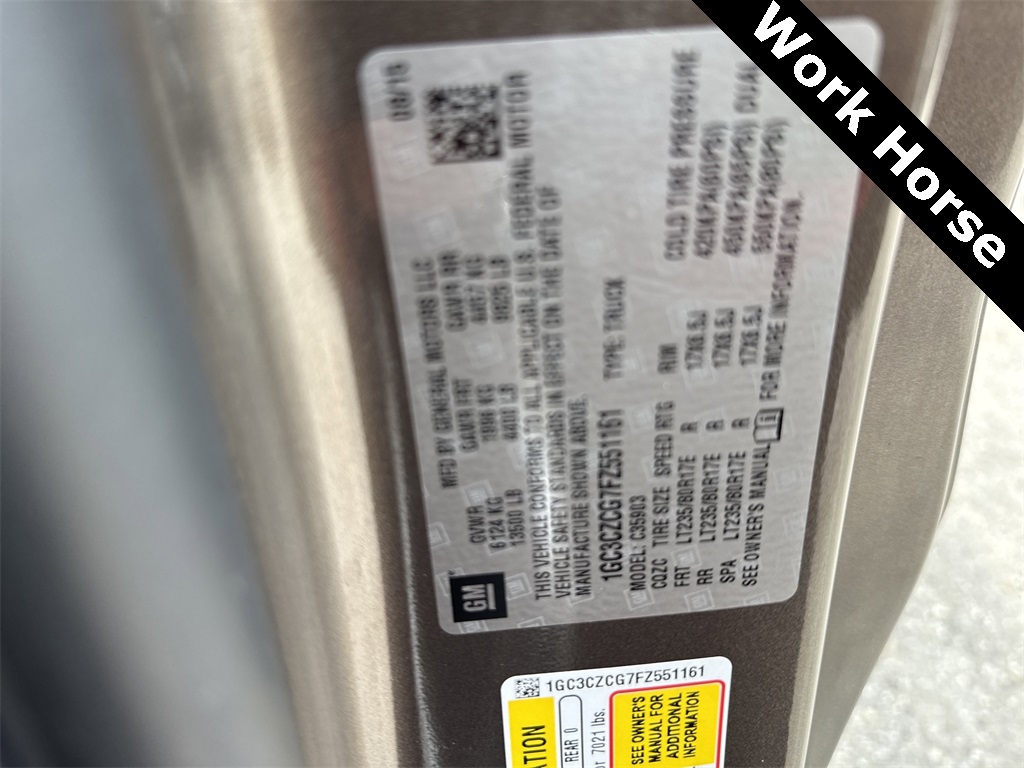 Work Horse
08/15
MFD BY GENERAL MOTORS LLC
GVWR GAWR FRT GAWR RR
6124 KG 1996 KG
13500 LB 4400 LB
THIS VEHICLE CONFORMS TO ALL APPLICABLE U.S. FEDERAL MOTOR
VEHICLE SAFETY STANDARDS IN EFFECT ON THE DATE OF
MANUFACTURE SHOWN ABOVE.
GM
1GC3CZCG7FZ551161 TYPE: TRUCK
MODEL: C35903
CQZC TIRE SIZE SPEED RTG RIM COLD TIRE PRESSURE
FRT LT235/80R17E R 17X6.5J 420KPA(61PSI)
RR LT235/80R17E R 17X6.5J 450KPA(65PSI) DUAL
SPA LT235/80R17E R 17X6.5J 550KPA(80PSI)
SEE OWNER'S MANUAL FOR MORE INFORMATION.
1GC3CZCG7FZ551161
REAR 0
or 7021 lbs.
SEE OWNER'S
MANUAL FOR
ADDITIONAL
INFORMATION